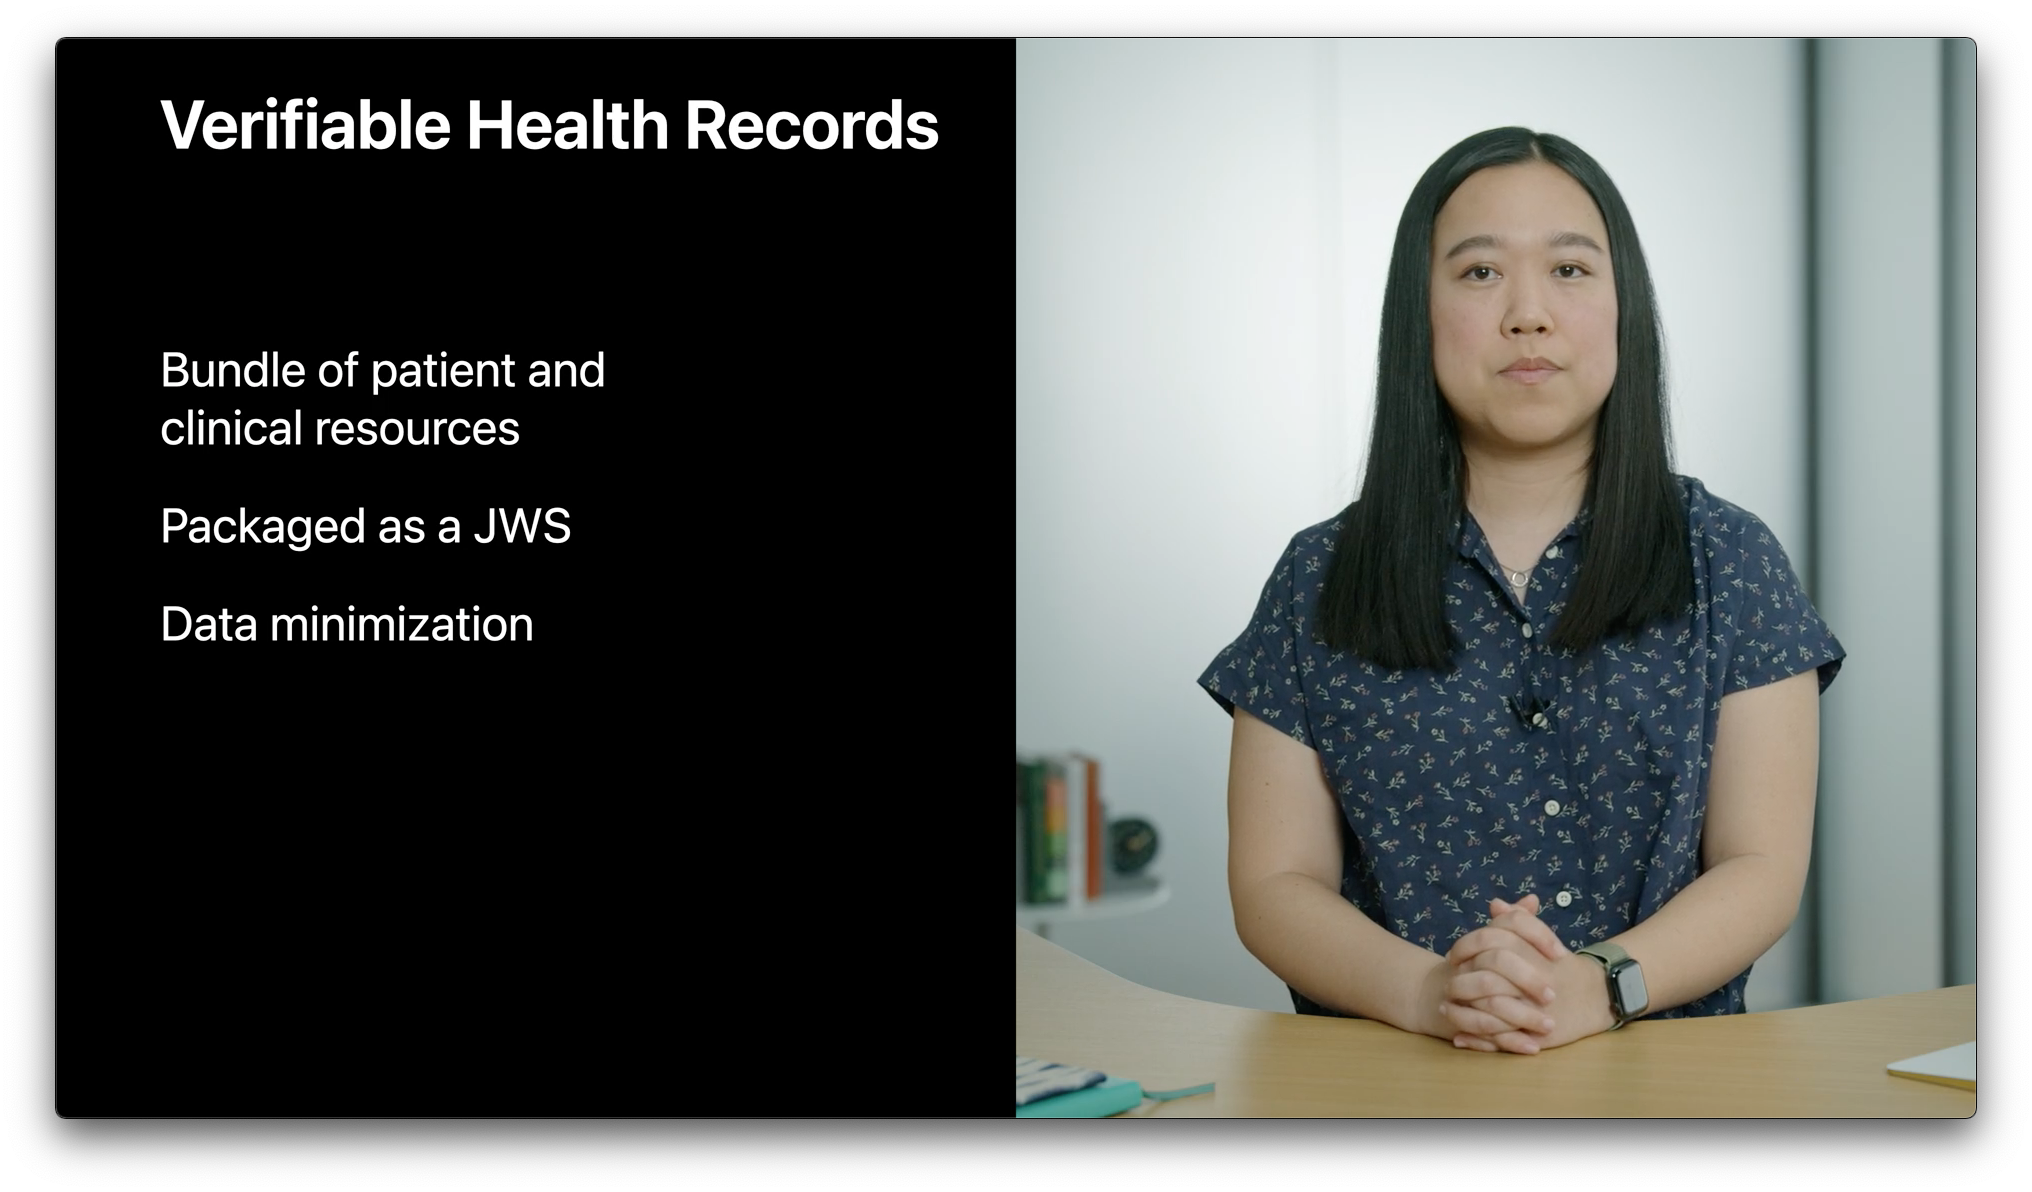 Verifiable Health Records
Bundle of patient and
clinical resources
Packaged as a JWS
Data minimization